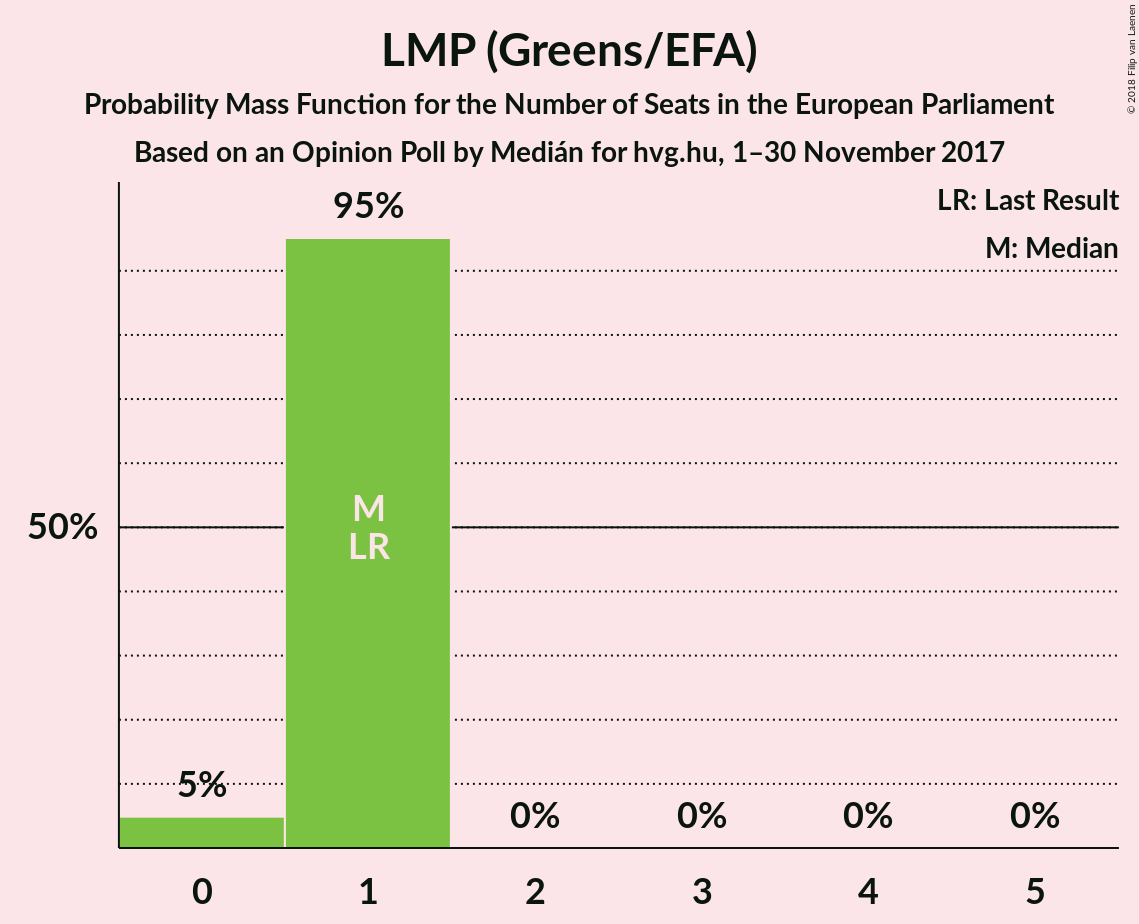 LMP (Greens/EFA)
Probability Mass Function for the Number of Seats in the European Parliament
Based on an Opinion Poll by Medián for hvg.hu, 1–30 November 2017
© 2018 Filip van Laenen
LR: Last Result
M: Median
95%
50%
M
LR
5%
0%
0%
0%
0%
0
1
2
3
4
5